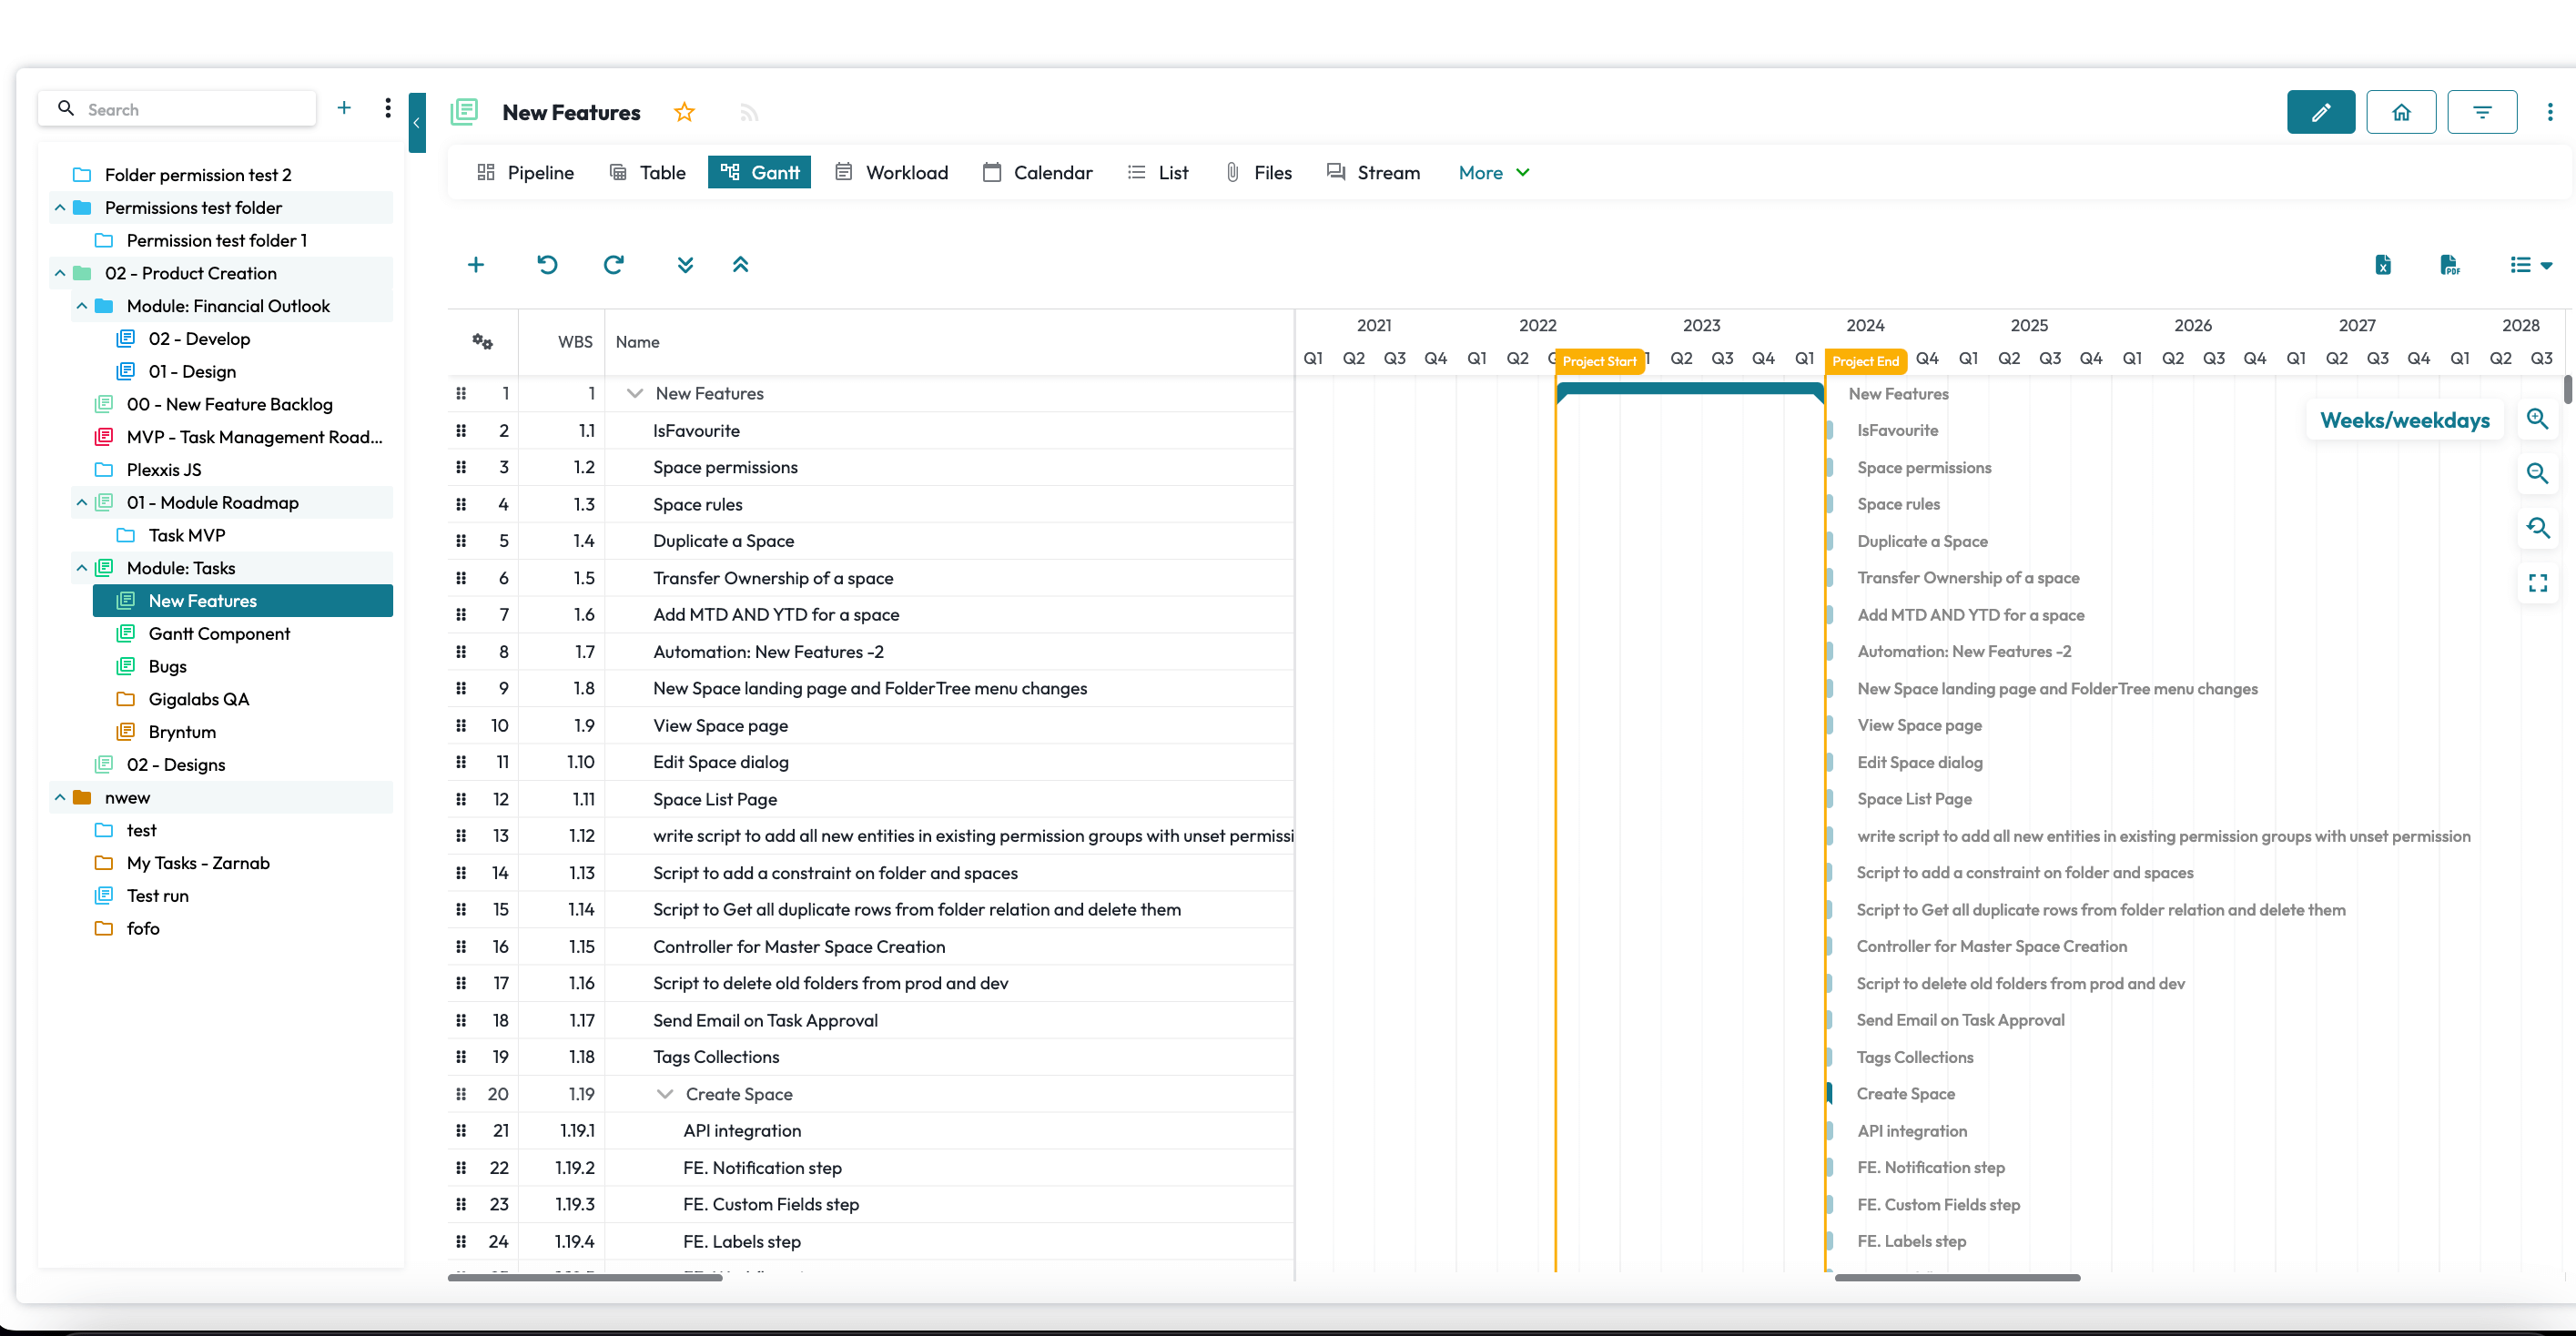 Search
Folder permission test 2
Permissions test folder
Permission test folder 1
02 - Product Creation
Module: Financial Outlook
02 - Develop
01 - Design
00 - New Feature Backlog
MVP - Task Management Road...
Plexxis JS
01 - Module Roadmap
Task MVP
Module: Tasks
New Features
Gantt Component
Bugs
Gigalabs QA
Bryntum
02 - Designs
nwew
test
My Tasks - Zarnab
Test run
fofo
New Features
Pipeline Table Gantt Workload Calendar List Files Stream More
WBS Name
1 1 New Features
2 1.1 IsFavourite
3 1.2 Space permissions
4 1.3 Space rules
5 1.4 Duplicate a Space
6 1.5 Transfer Ownership of a space
7 1.6 Add MTD AND YTD for a space
8 1.7 Automation: New Features -2
9 1.8 New Space landing page and FolderTree menu changes
10 1.9 View Space page
11 1.10 Edit Space dialog
12 1.11 Space List Page
13 1.12 write script to add all new entities in existing permission groups with unset permissi
14 1.13 Script to add a constraint on folder and spaces
15 1.14 Script to Get all duplicate rows from folder relation and delete them
16 1.15 Controller for Master Space Creation
17 1.16 Script to delete old folders from prod and dev
18 1.17 Send Email on Task Approval
19 1.18 Tags Collections
20 1.19 Create Space
21 1.19.1 API integration
22 1.19.2 FE. Notification step
23 1.19.3 FE. Custom Fields step
24 1.19.4 FE. Labels step
2021 2022 2023 2024 2025 2026 2027 2028
Q1 Q2 Q3 Q4 Q1 Q2 Project Start Q2 Q3 Q4 Q1 Project End Q4 Q1 Q2 Q3 Q4 Q1 Q2 Q3 Q4 Q1 Q2 Q3 Q4 Q1 Q2 Q3
New Features
Weeks/weekdays
IsFavourite
Space permissions
Space rules
Duplicate a Space
Transfer Ownership of a space
Add MTD AND YTD for a space
Automation: New Features -2
New Space landing page and FolderTree menu changes
View Space page
Edit Space dialog
Space List Page
write script to add all new entities in existing permission groups with unset permission
Script to add a constraint on folder and spaces
Script to Get all duplicate rows from folder relation and delete them
Controller for Master Space Creation
Script to delete old folders from prod and dev
Send Email on Task Approval
Tags Collections
Create Space
API integration
FE. Notification step
FE. Custom Fields step
FE. Labels step